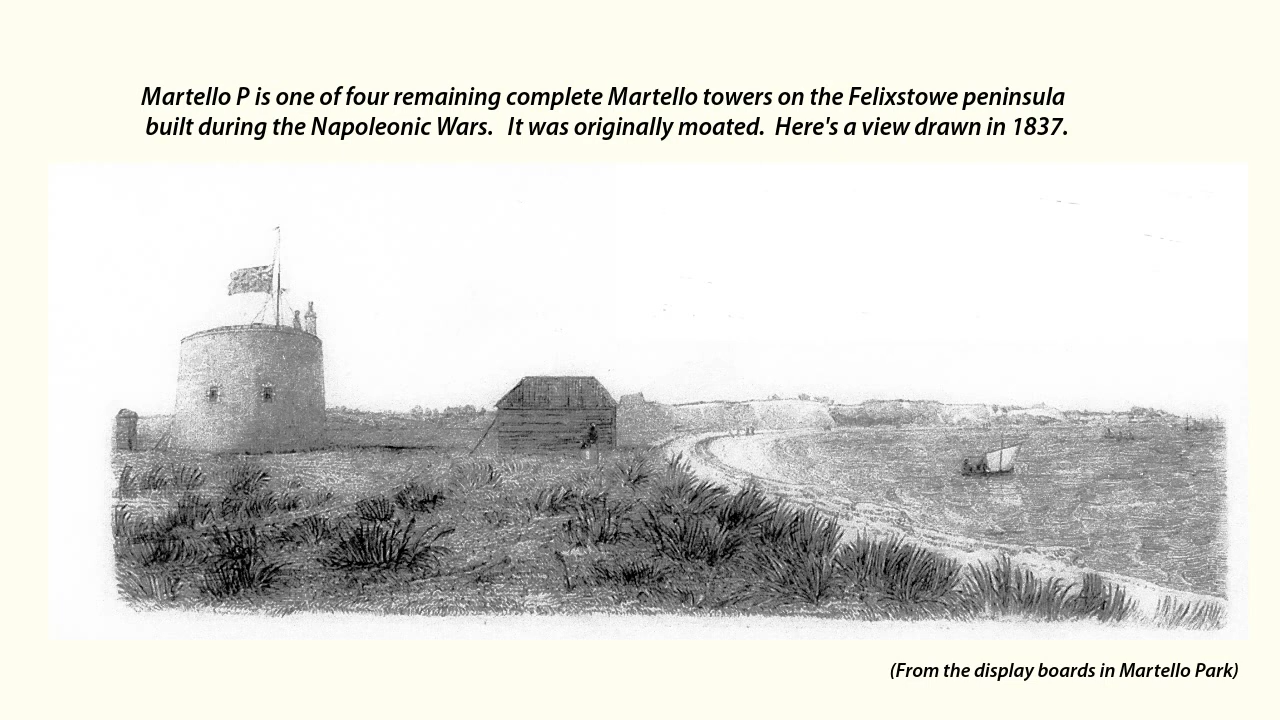 Martello P is one of four remaining complete Martello towers on the Felixstowe peninsula
built during the Napoleonic Wars.   It was originally moated.  Here's a view drawn in 1837.
(From the display boards in Martello Park)